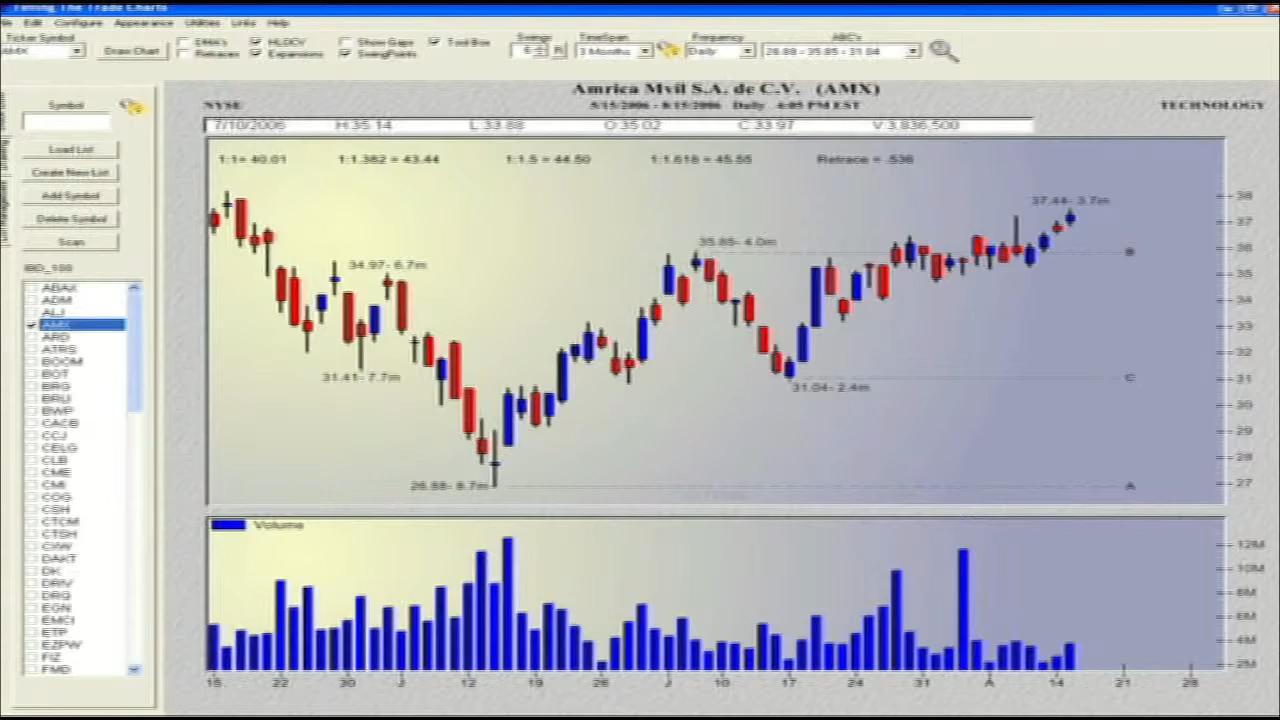 Timing The Trade Charts
Edit Configure Appearance Utilities Links Help
Ticker Symbol
AMX
Draw Chart
DMA's
HLOCV
Show Gaps
Tool Box
Retraces
Expansions
SwingPoints
Swings
TimeSpan
3 Months
Frequency
Daily
ABC's
26.88 - 35.85 - 31.04
Amrica Mvil S.A. de C.V. (AMX)
NYSE
5/15/2006 - 8/15/2006 Daily 4:05 PM EST
TECHNOLOGY
7/10/2006 H:35.14 L:33.88 O:35.02 C:33.97 V:3,836,500
1:1= 40.01 1:1.382 = 43.44 1:1.5 = 44.50 1:1.618 = 45.55 Retrace = .536
Symbol
Load List
Create New List
Add Symbol
Delete Symbol
Scan
IBD_100
ABAX
ADM
ALJ
AMX
ARD
ATRS
BOOM
BOT
BRG
BRU
BWP
CACB
CCJ
CELG
CLB
CME
CMI
COG
CSH
CTCM
CTSH
CXW
DAKT
DK
DRIV
DRQ
EGN
EMCI
ETP
EZPW
FIZ
FMD
37.44- 3.7m
35.85- 4.0m
B
34.97- 6.7m
31.41- 7.7m
31.04- 2.4m
C
26.88- 8.7m
A
38
37
36
35
34
33
32
31
30
29
28
27
Volume
12M
10M
8M
6M
4M
2M
15 22 30 J 12 19 26 J 10 17 24 31 A 14 21 28